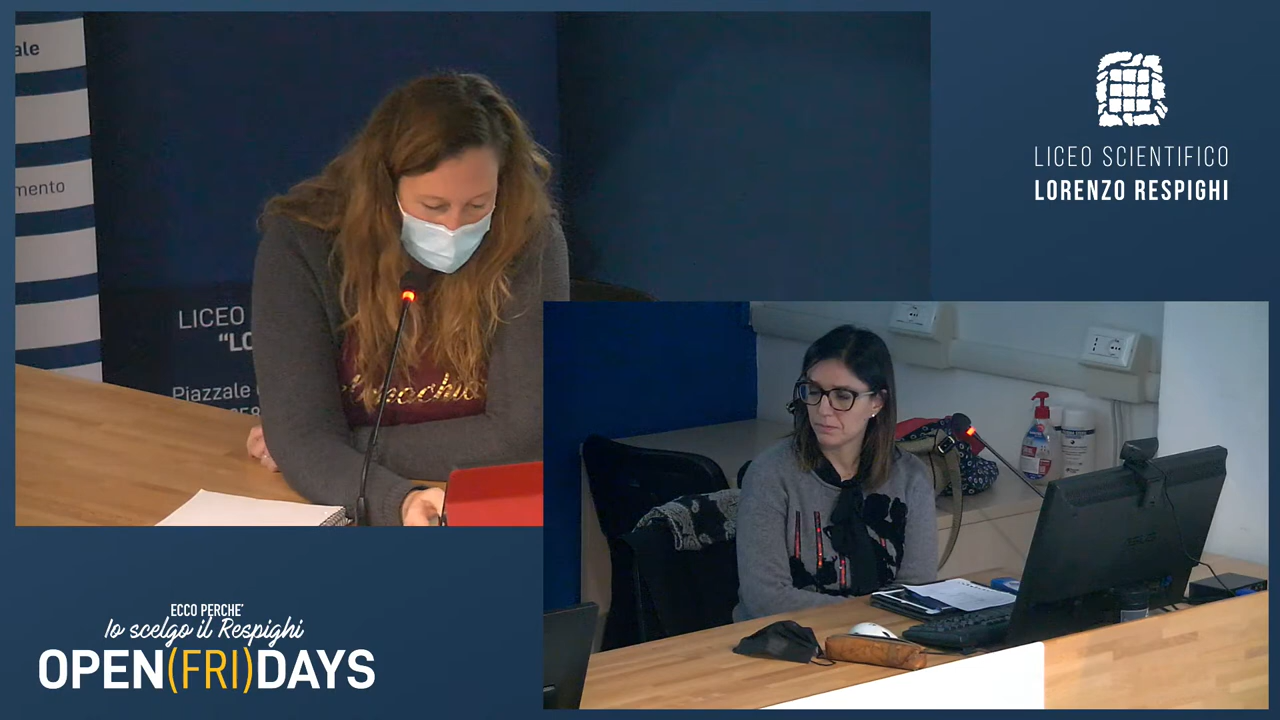 ale
mento
LICEO
"LO
Piazzale
LICEO SCIENTIFICO
LORENZO RESPIGHI
ECCO PERCHE'
Io scelgo il Respighi
OPEN(FRI)DAYS